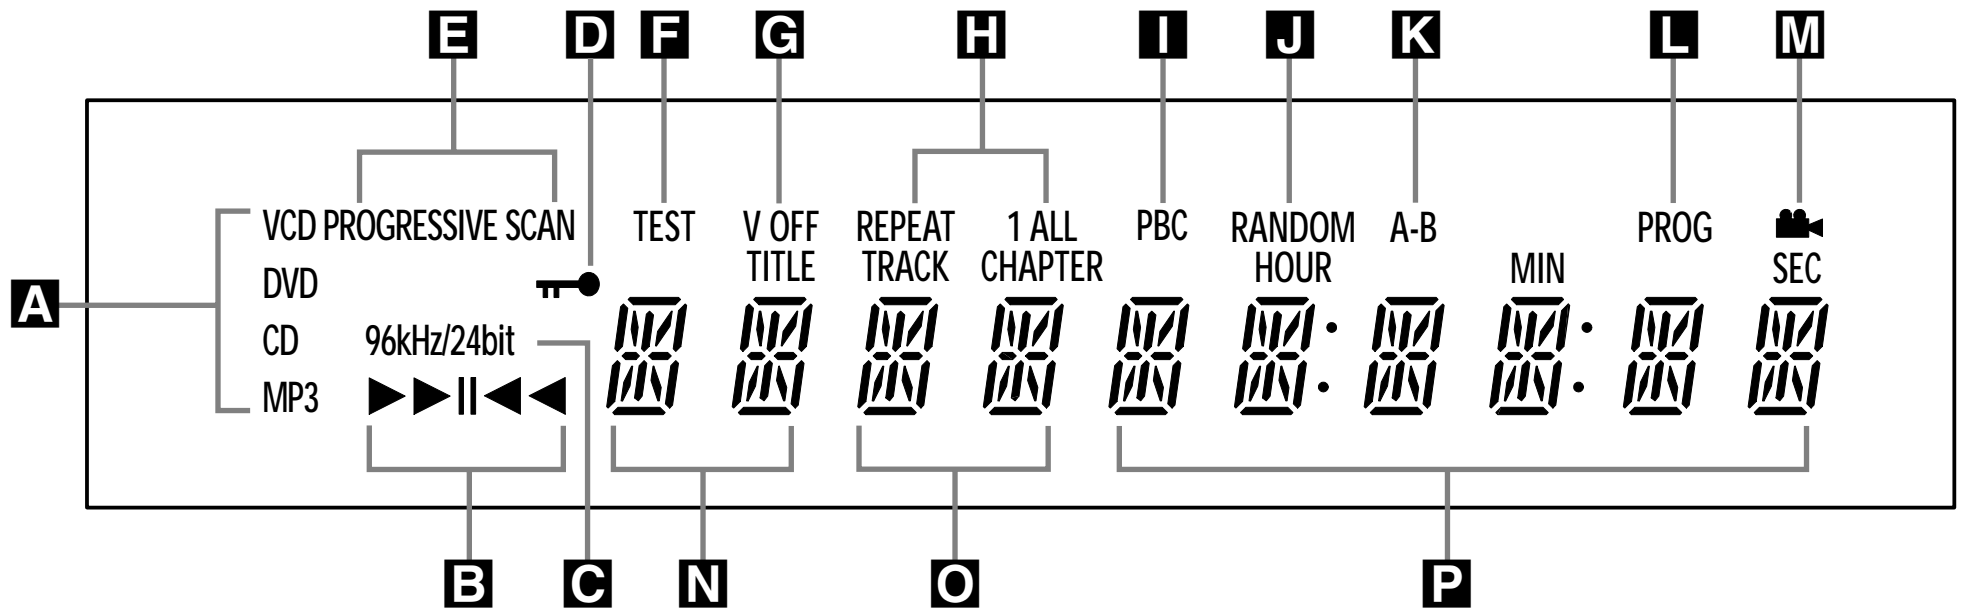 E D F G H I J K L M
VCD PROGRESSIVE SCAN TEST V OFF REPEAT 1 ALL PBC RANDOM A-B PROG
TITLE TRACK CHAPTER HOUR MIN SEC
DVD
A
CD 96kHz/24bit
MP3
B C N O P